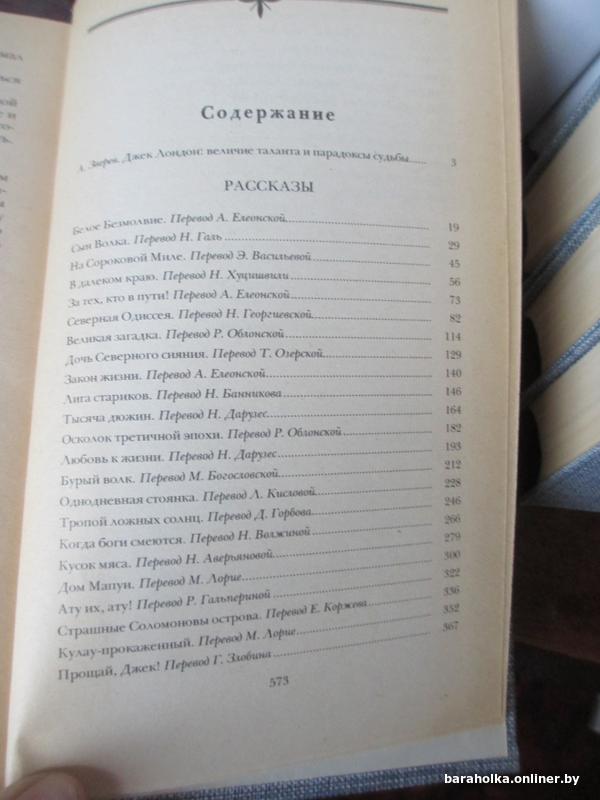 мал
ться
кой
е и
о-
ь.
Содержание
А. Зверев. Джек Лондон: величие таланта и парадоксы судьбы...... 3
РАССКАЗЫ
Белое Безмолвие. Перевод А. Елеонской 19
Сын Волка. Перевод Н. Галь 29
На Сороковой Миле. Перевод Э. Васильевой 45
В далеком краю. Перевод Н. Хуцишвили 56
За тех, кто в пути! Перевод А. Елеонской 73
Северная Одиссея. Перевод Н. Георгиевской 82
Великая загадка. Перевод Р. Облонской 114
Дочь Северного сияния. Перевод Т. Озерской 129
Закон жизни. Перевод А. Елеонской 140
Лига стариков. Перевод Н. Банникова 146
Тысяча дюжин. Перевод Н. Дарузес 164
Осколок третичной эпохи. Перевод Р. Облонской 182
Любовь к жизни. Перевод Н. Дарузес 193
Бурый волк. Перевод М. Богословской 212
Однодневная стоянка. Перевод Л. Кисловой 228
Тропой ложных солнц. Перевод Д. Горбова 246
Когда боги смеются. Перевод Н. Волжиной 266
Кусок мяса. Перевод Н. Аверьяновой 279
Дом Мапуи. Перевод М. Лорие 300
Ату их, ату! Перевод Р. Гальпериной 322
Страшные Соломоновы острова. Перевод Е. Коржева 336
Кулау-прокаженный. Перевод М. Лорие 352
Прощай, Джек! Перевод Г. Злобина 367
573
baraholka.onliner.by